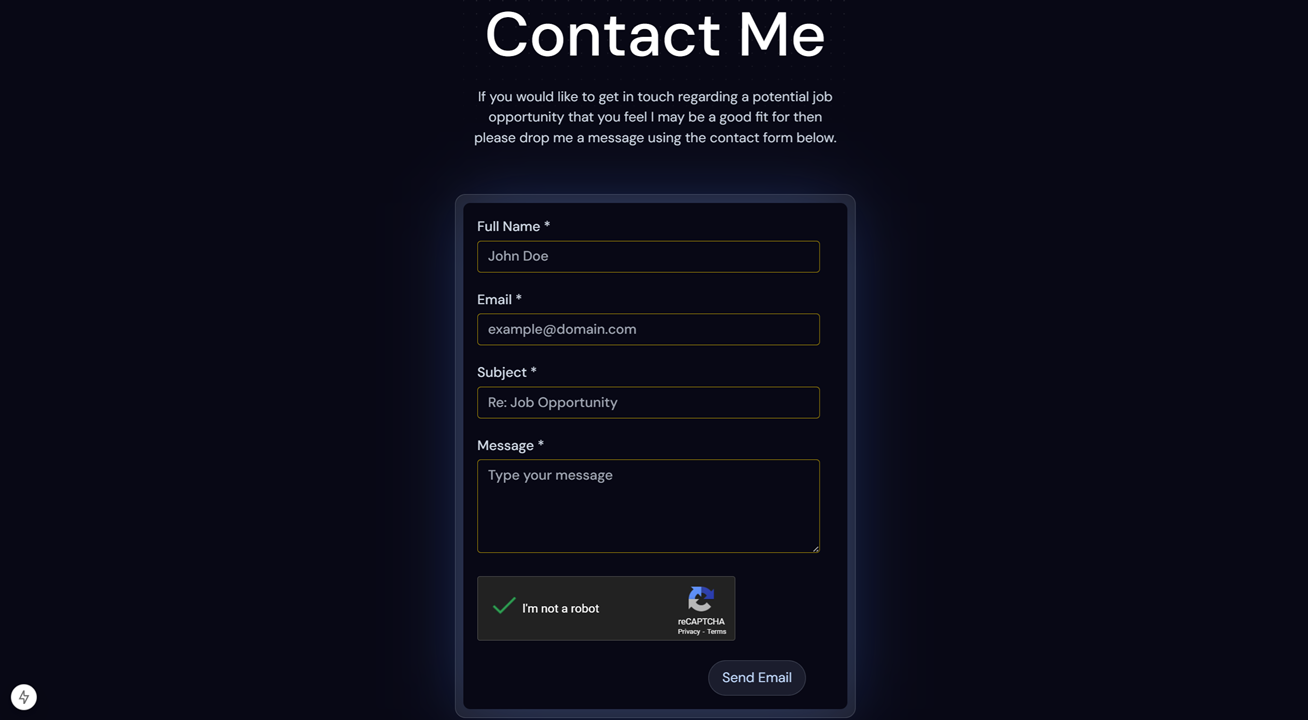 Contact Me
If you would like to get in touch regarding a potential job
opportunity that you feel I may be a good fit for then
please drop me a message using the contact form below.
Full Name *
John Doe
Email *
example@domain.com
Subject *
Re: Job Opportunity
Message *
Type your message
I'm not a robot
reCAPTCHA
Privacy - Terms
Send Email